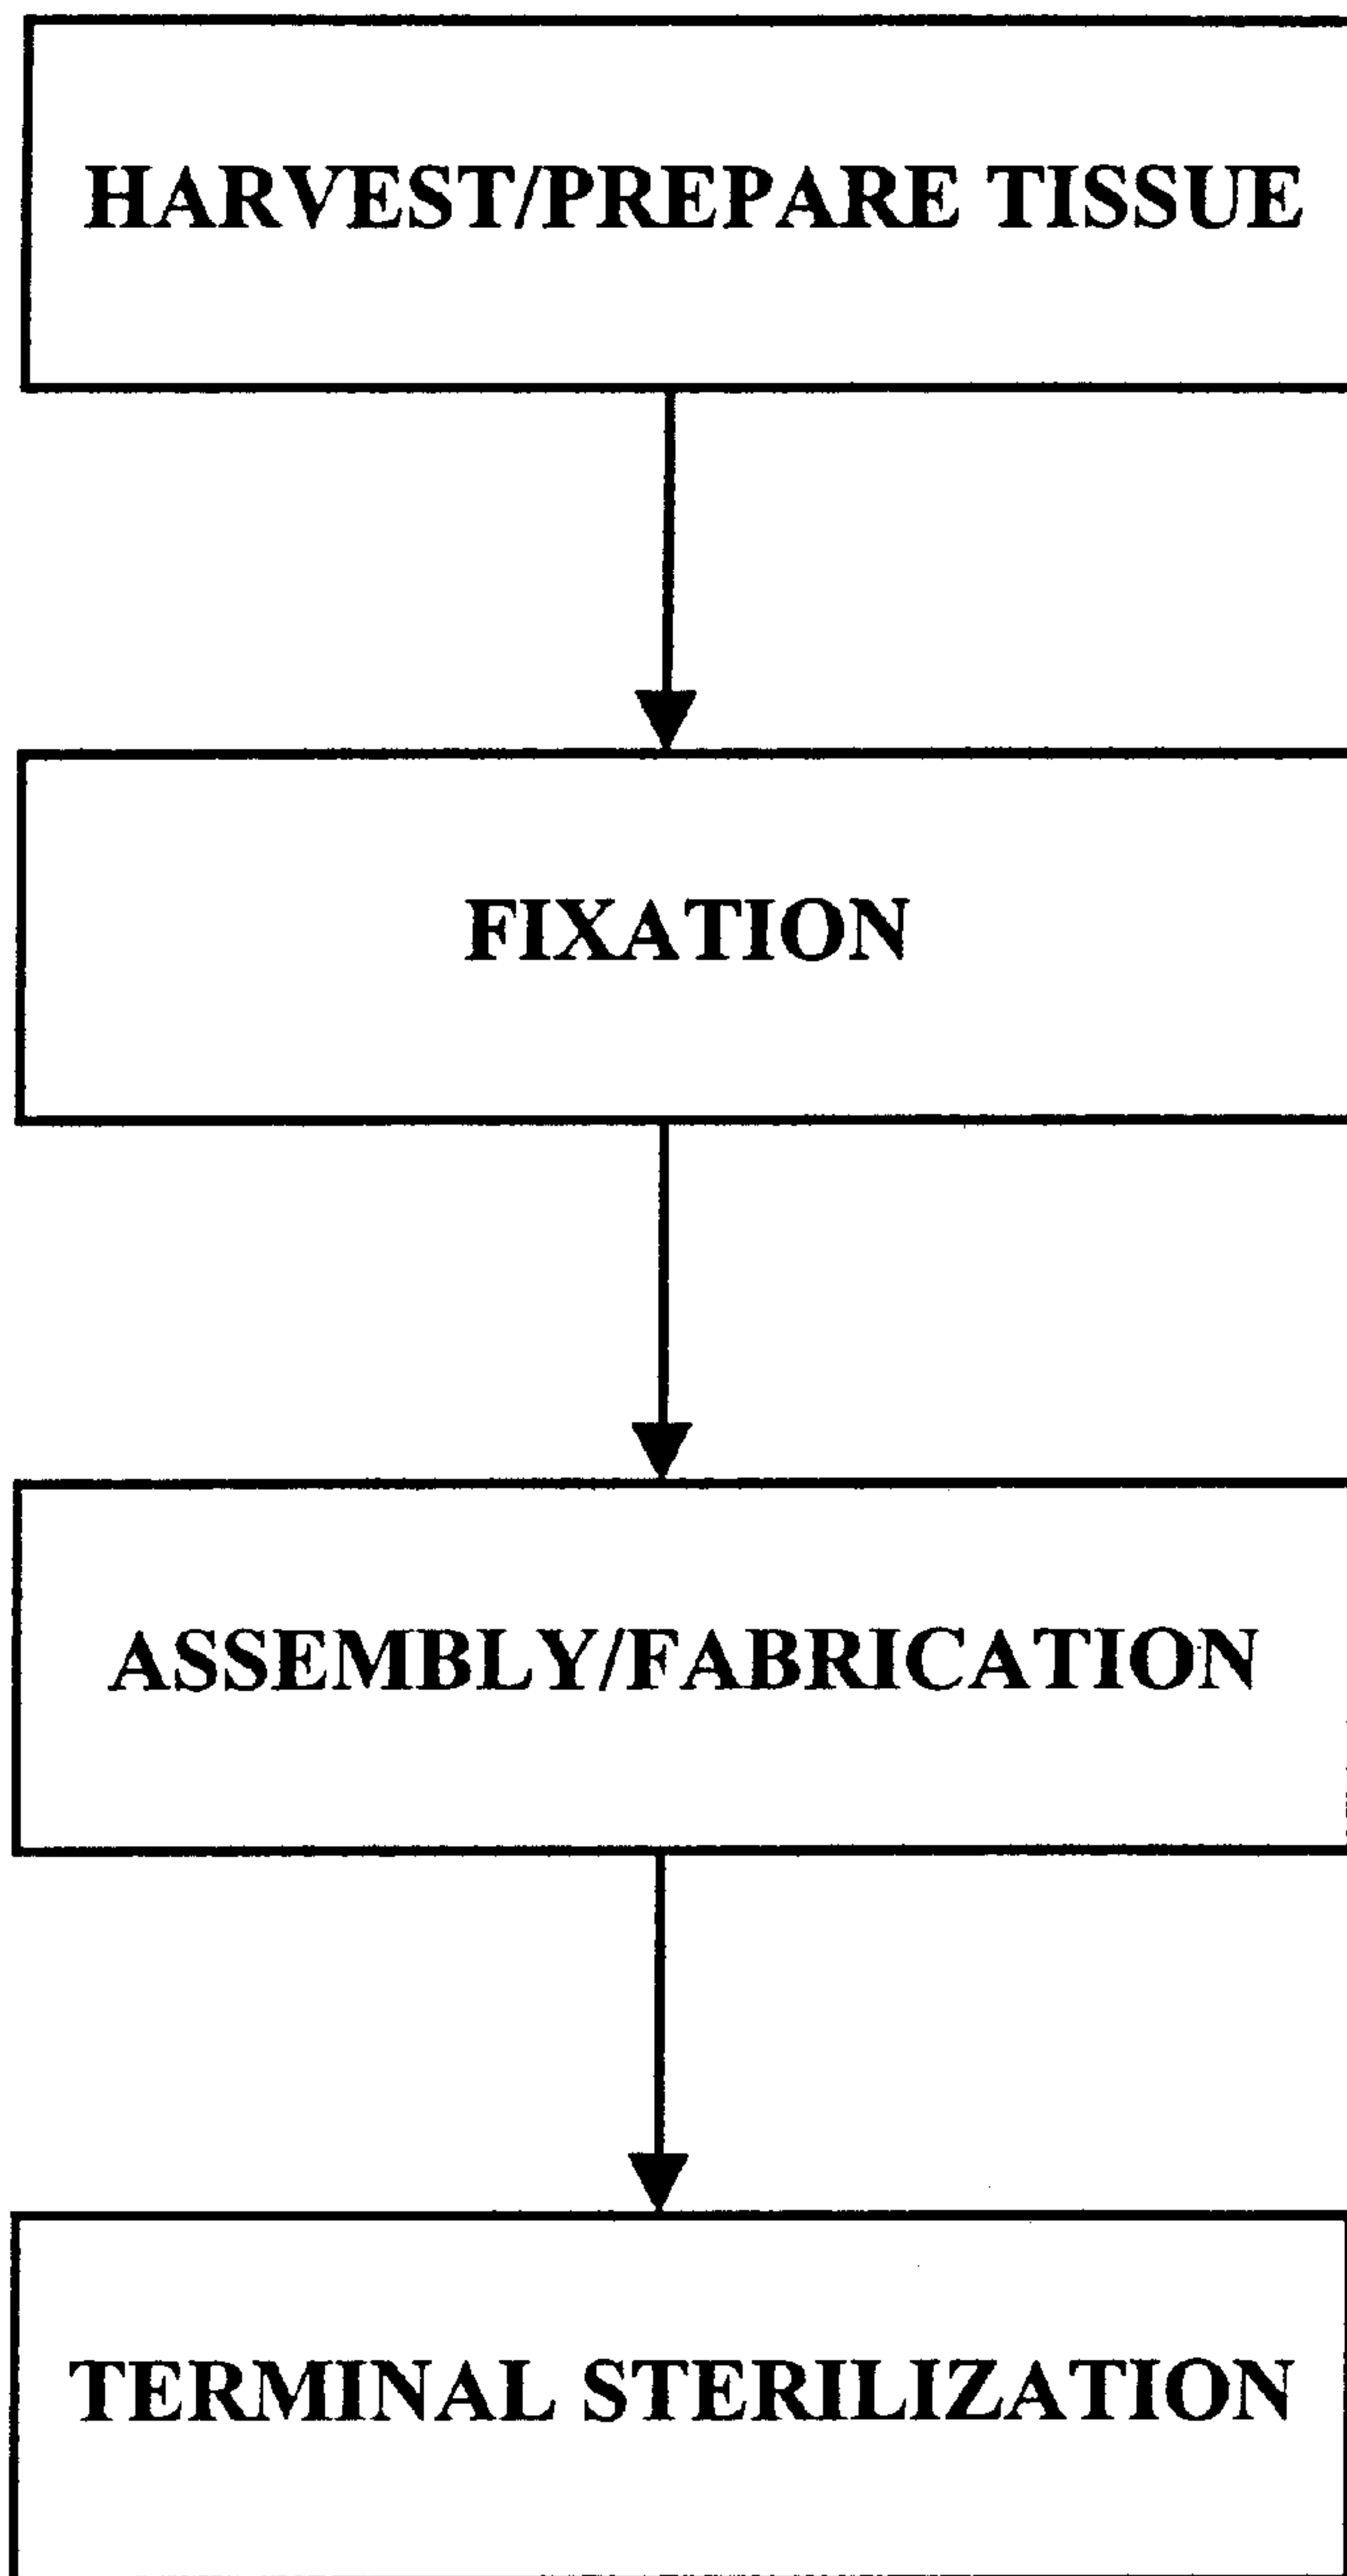 HARVEST/PREPARE TISSUE
FIXATION
ASSEMBLY/FABRICATION
TERMINAL STERILIZATION